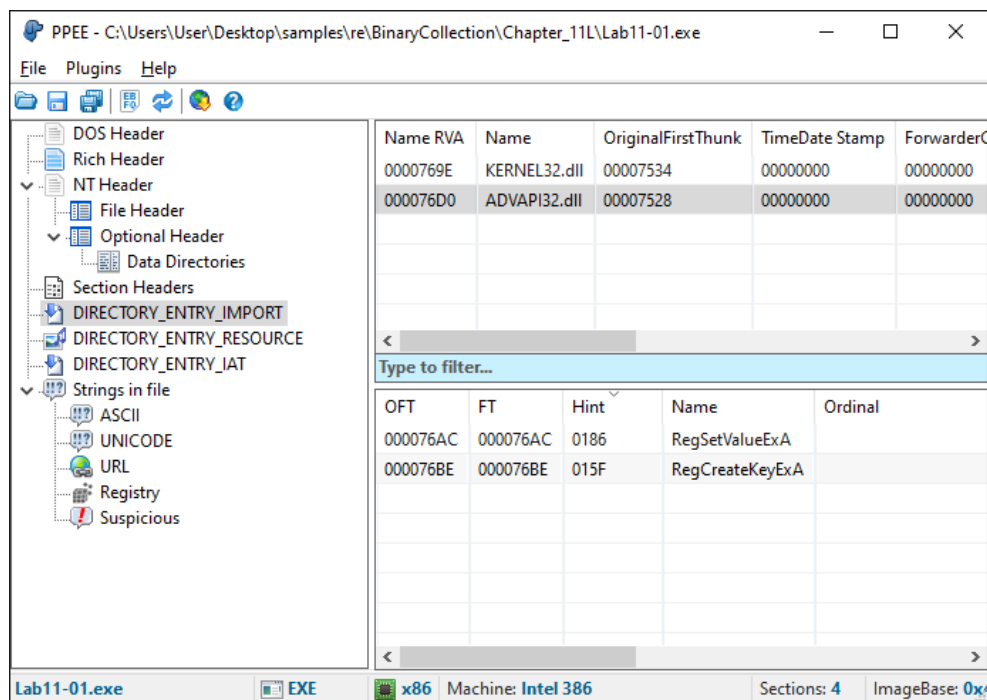 PPEE - C:\Users\User\Desktop\samples\re\BinaryCollection\Chapter_11L\Lab11-01.exe
File Plugins Help
DOS Header
Rich Header
NT Header
File Header
Optional Header
Data Directories
Section Headers
DIRECTORY_ENTRY_IMPORT
DIRECTORY_ENTRY_RESOURCE
DIRECTORY_ENTRY_IAT
Strings in file
ASCII
UNICODE
URL
Registry
Suspicious
Name RVA Name OriginalFirstThunk TimeDate Stamp ForwarderC
0000769E KERNEL32.dll 00007534 00000000 00000000
000076D0 ADVAPI32.dll 00007528 00000000 00000000
Type to filter...
OFT FT Hint Name Ordinal
000076AC 000076AC 0186 RegSetValueExA
000076BE 000076BE 015F RegCreateKeyExA
Lab11-01.exe EXE x86 Machine: Intel 386 Sections: 4 ImageBase: 0x